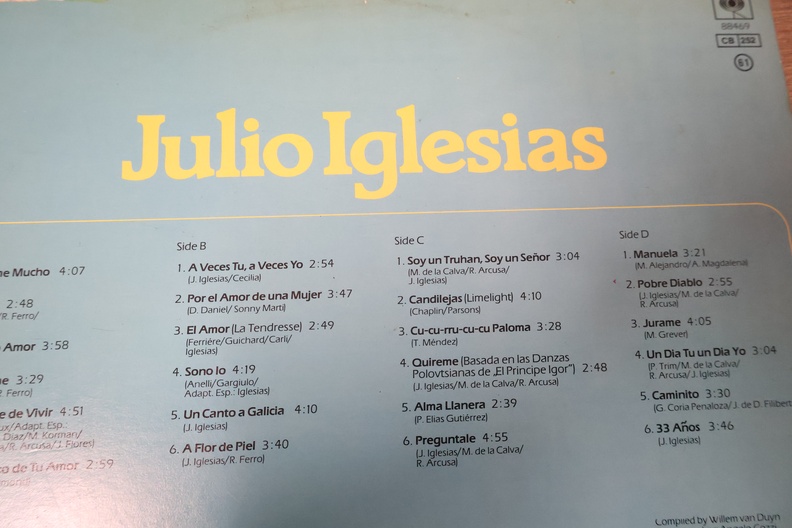 88469
CB 252
61
Julio Iglesias
ne Mucho 4:07
2:48
/R. Ferro/
Amor 3:58
e 3:29
Ferro)
e de Vivir 4:51
ux/Adapt. Esp.:
Diaz/M. Korman/
a/R. Arcusa/J. Flores)
co de Tu Amor 2:59
Side B
1. A Veces Tu, a Veces Yo 2:54
(J. Iglesias/Cecilia)
2. Por el Amor de una Mujer 3:47
(D. Daniel/ Sonny Marti)
3. El Amor (La Tendresse) 2:49
(Ferrière/Guichard/Carli/
Iglesias)
4. Sono Io 4:19
(Anelli/Gargiulo/
Adapt. Esp.: Iglesias)
5. Un Canto a Galicia 4:10
(J. Iglesias)
6. A Flor de Piel 3:40
(J. Iglesias/R. Ferro)
Side C
1. Soy un Truhan, Soy un Señor 3:04
(M. de la Calva/R. Arcusa/
J. Iglesias)
2. Candilejas (Limelight) 4:10
(Chaplin/Parsons)
3. Cu-cu-rru-cu-cu Paloma 3:28
(T. Méndez)
4. Quireme (Basada en las Danzas
Polovtsianas de „El Principe Igor") 2:48
(J. Iglesias/M. de la Calva/R. Arcusa)
5. Alma Llanera 2:39
(P. Elias Gutiérrez)
6. Preguntale 4:55
(J. Iglesias/M. de la Calva/
R. Arcusa)
Side D
1. Manuela 3:21
(M. Alejandro/A. Magdalena)
2. Pobre Diablo 2:55
(J. Iglesias/M. de la Calva/
R. Arcusa)
3. Jurame 4:05
(M. Grever)
4. Un Dia Tu un Dia Yo 3:04
(P. Trim/M. de la Calva/
R. Arcusa/J. Iglesias)
5. Caminito 3:30
(G. Coria Penaloza/J. de D. Filibert
6. 33 Años 3:46
(J. Iglesias)
Compiled by Willem van Duyn